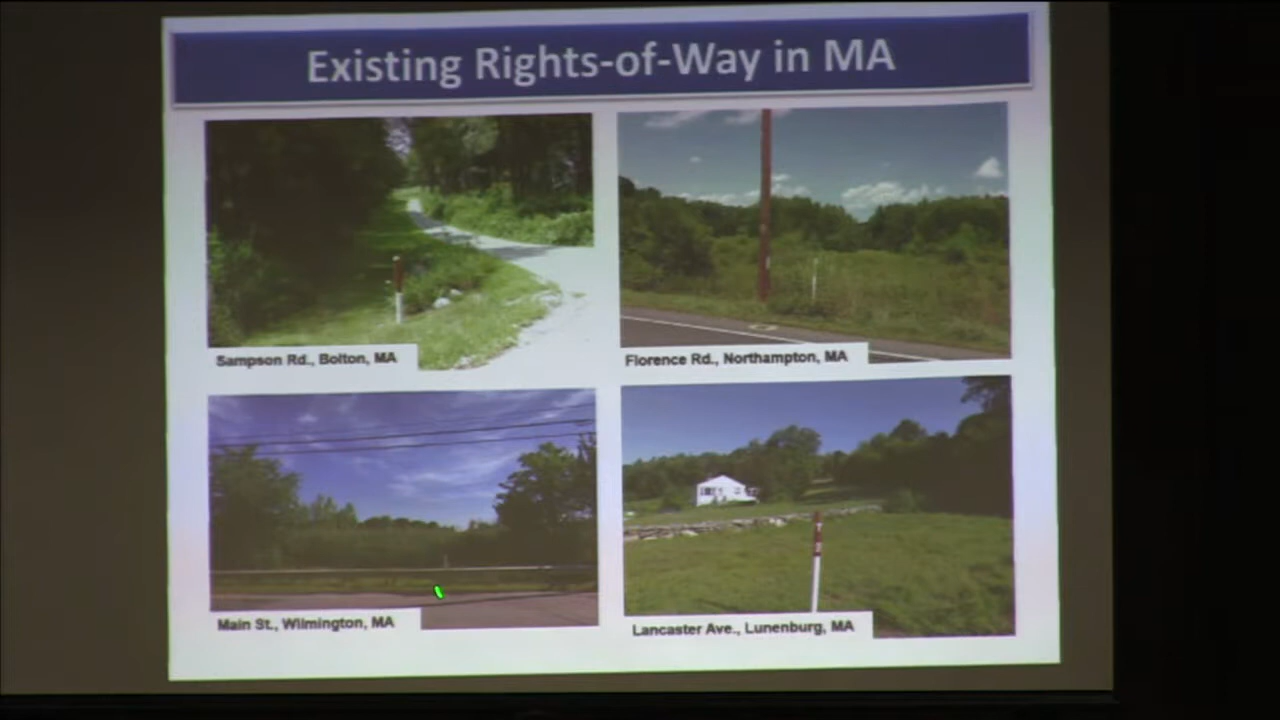 Existing Rights-of-Way in MA
Sampson Rd., Bolton, MA
Florence Rd., Northampton, MA
Main St., Wilmington, MA
Lancaster Ave., Lunenburg, MA